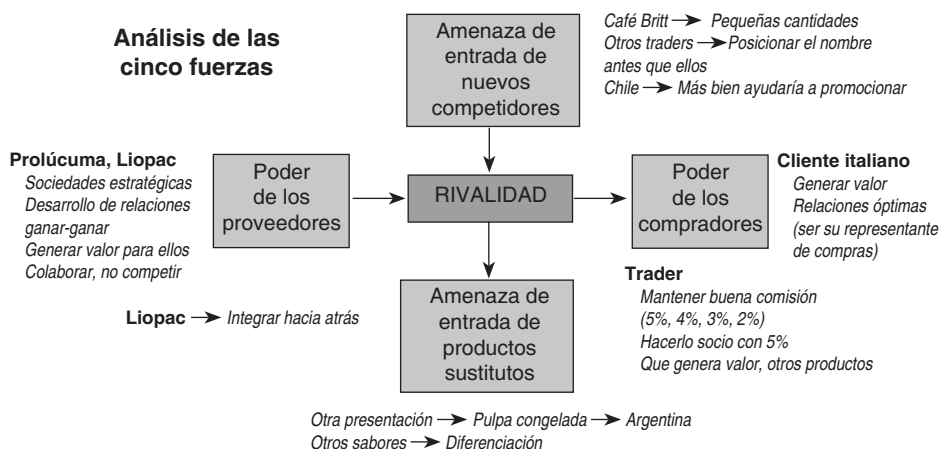 Análisis de las
cinco fuerzas
Amenaza de
entrada de
nuevos
competidores
Café Britt → Pequeñas cantidades
Otros traders → Posicionar el nombre
antes que ellos
Chile → Más bien ayudaría a promocionar
Prolúcuma, Liopac
Sociedades estratégicas
Desarrollo de relaciones
ganar-ganar
Generar valor para ellos
Colaborar, no competir
Poder
de los
proveedores
RIVALIDAD
Poder
de los
compradores
Cliente italiano
Generar valor
Relaciones óptimas
(ser su representante
de compras)
Trader
Mantener buena comisión
(5%, 4%, 3%, 2%)
Hacerlo socio con 5%
Que genera valor, otros productos
Liopac → Integrar hacia atrás
Amenaza de
entrada de
productos
sustitutos
Otra presentación → Pulpa congelada → Argentina
Otros sabores → Diferenciación